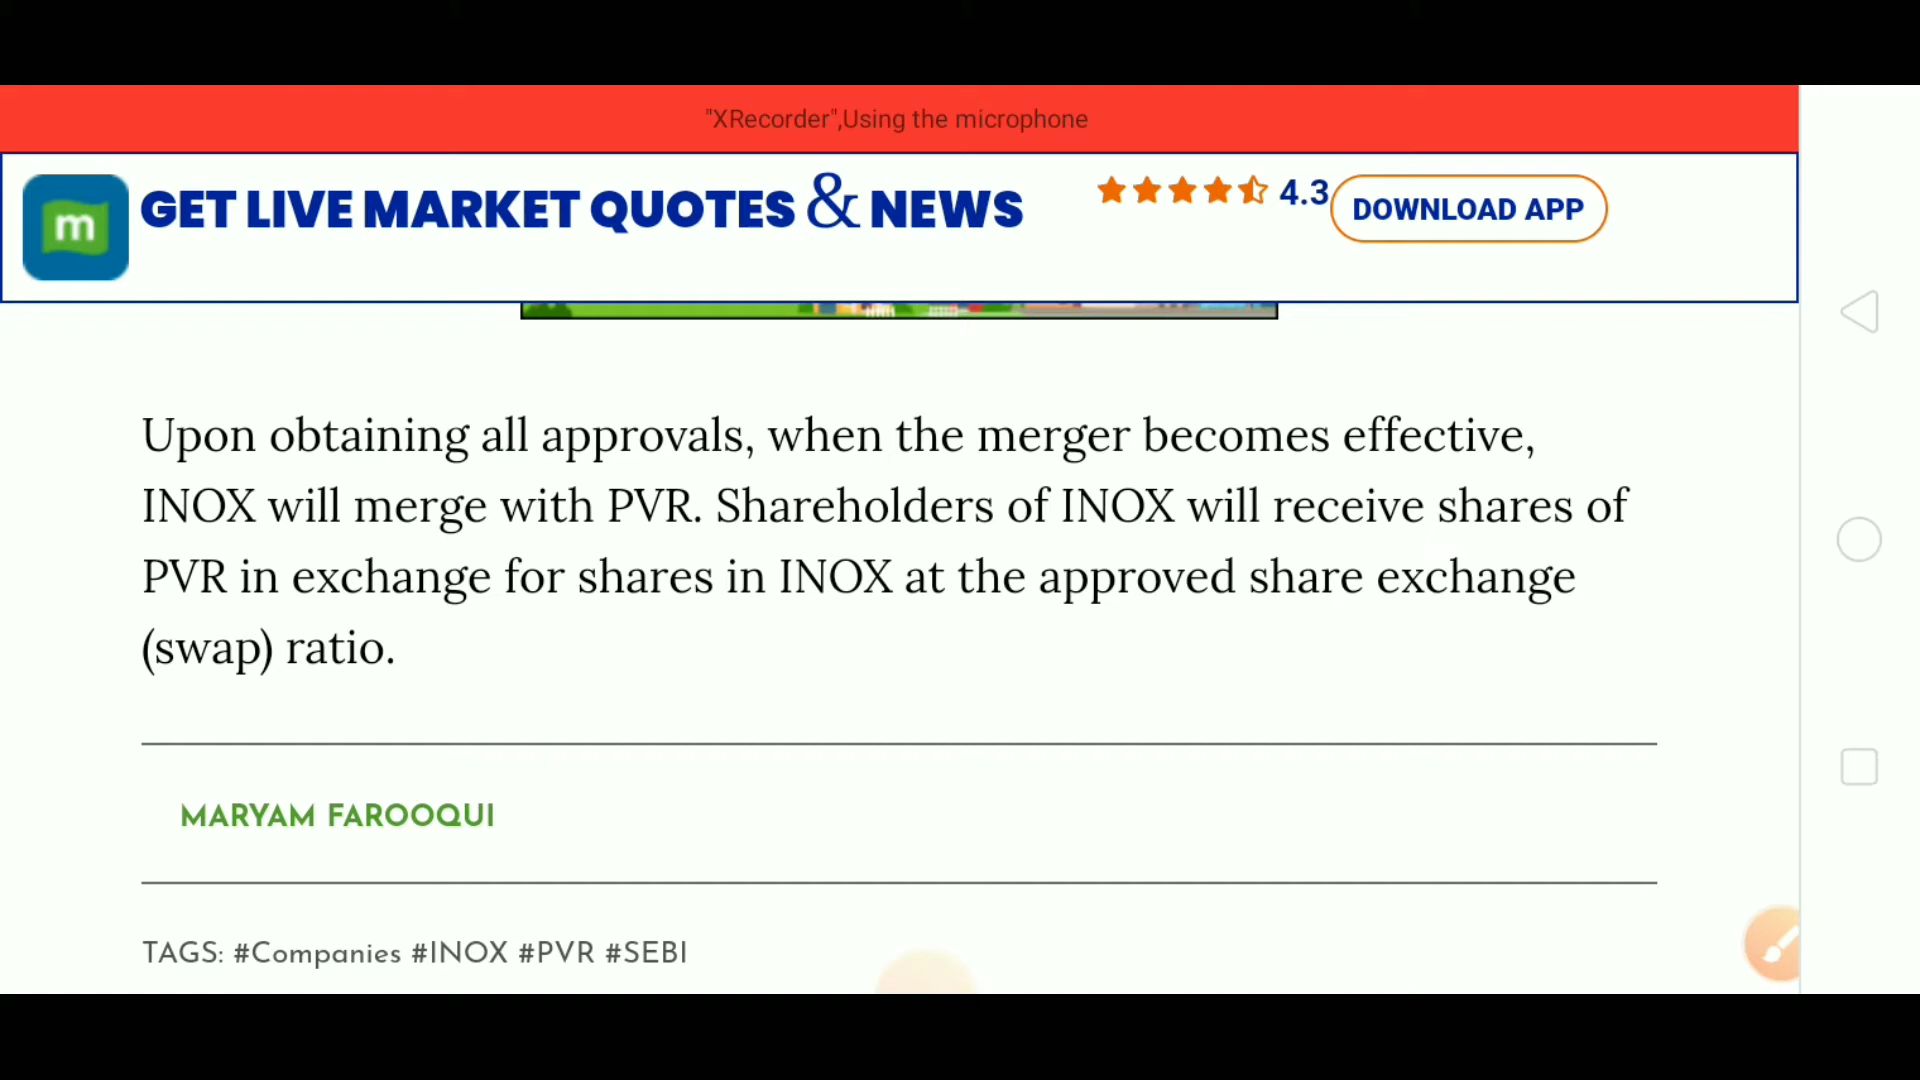 "XRecorder",Using the microphone
m
GET LIVE MARKET QUOTES & NEWS
4.3
DOWNLOAD APP
Upon obtaining all approvals, when the merger becomes effective,
INOX will merge with PVR. Shareholders of INOX will receive shares of
PVR in exchange for shares in INOX at the approved share exchange
(swap) ratio.
MARYAM FAROOQUI
TAGS: #Companies #INOX #PVR #SEBI